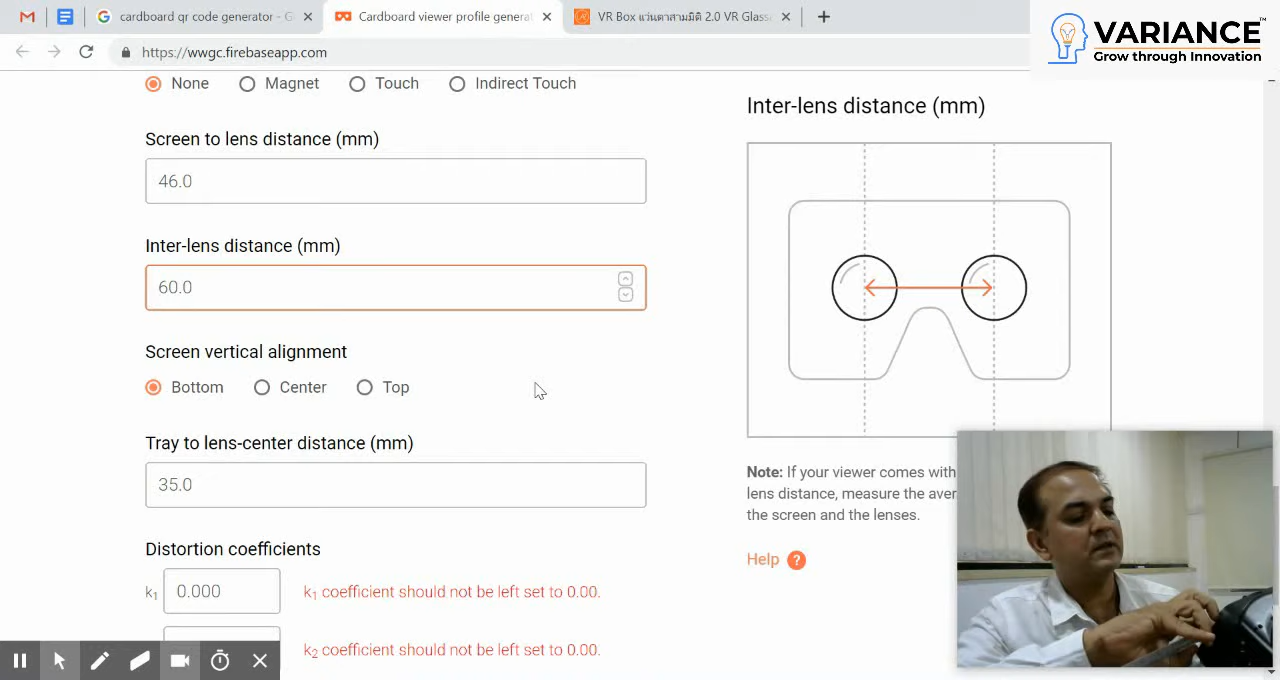 cardboard qr code generator - G
Cardboard viewer profile genera
VR Box แว่นตาสามมิติ 2.0 VR Glass
https://wwgc.firebaseapp.com
VARIANCE™
Grow through Innovation
None
Magnet
Touch
Indirect Touch
Screen to lens distance (mm)
46.0
Inter-lens distance (mm)
60.0
Screen vertical alignment
Bottom
Center
Top
Tray to lens-center distance (mm)
35.0
Distortion coefficients
k₁
0.000
k₁ coefficient should not be left set to 0.00.
k₂ coefficient should not be left set to 0.00.
Inter-lens distance (mm)
Note: If your viewer comes with
lens distance, measure the aver
the screen and the lenses.
Help ?